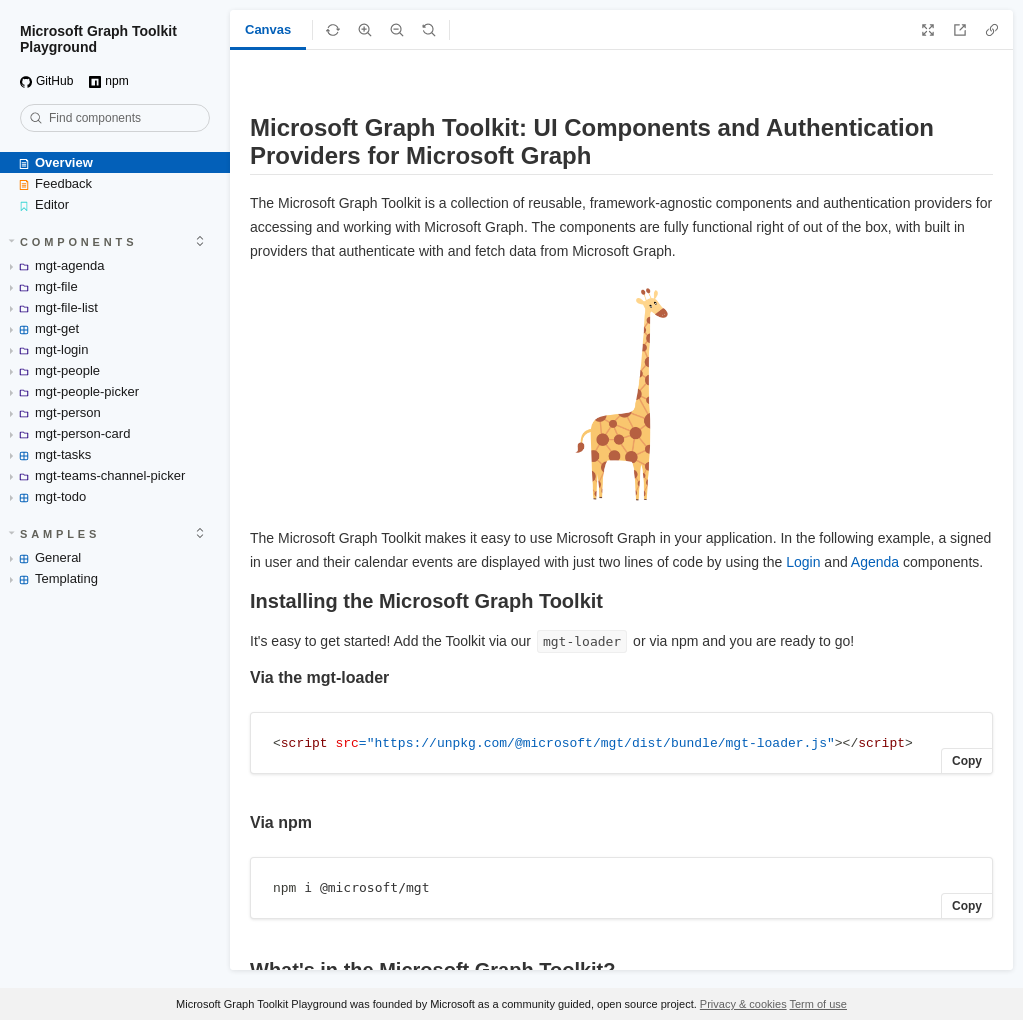 Microsoft Graph Toolkit
Playground
GitHub
npm
Find components
Overview
Feedback
Editor
COMPONENTS
mgt-agenda
mgt-file
mgt-file-list
mgt-get
mgt-login
mgt-people
mgt-people-picker
mgt-person
mgt-person-card
mgt-tasks
mgt-teams-channel-picker
mgt-todo
SAMPLES
General
Templating
Canvas
Microsoft Graph Toolkit: UI Components and Authentication
Providers for Microsoft Graph
The Microsoft Graph Toolkit is a collection of reusable, framework-agnostic components and authentication providers for
accessing and working with Microsoft Graph. The components are fully functional right of out of the box, with built in
providers that authenticate with and fetch data from Microsoft Graph.
The Microsoft Graph Toolkit makes it easy to use Microsoft Graph in your application. In the following example, a signed
in user and their calendar events are displayed with just two lines of code by using the Login and Agenda components.
Installing the Microsoft Graph Toolkit
It's easy to get started! Add the Toolkit via our mgt-loader or via npm and you are ready to go!
Via the mgt-loader
<script src="https://unpkg.com/@microsoft/mgt/dist/bundle/mgt-loader.js"></script>
Copy
Via npm
npm i @microsoft/mgt
Copy
What's in the Microsoft Graph Toolkit?
Microsoft Graph Toolkit Playground was founded by Microsoft as a community guided, open source project. Privacy & cookies Term of use